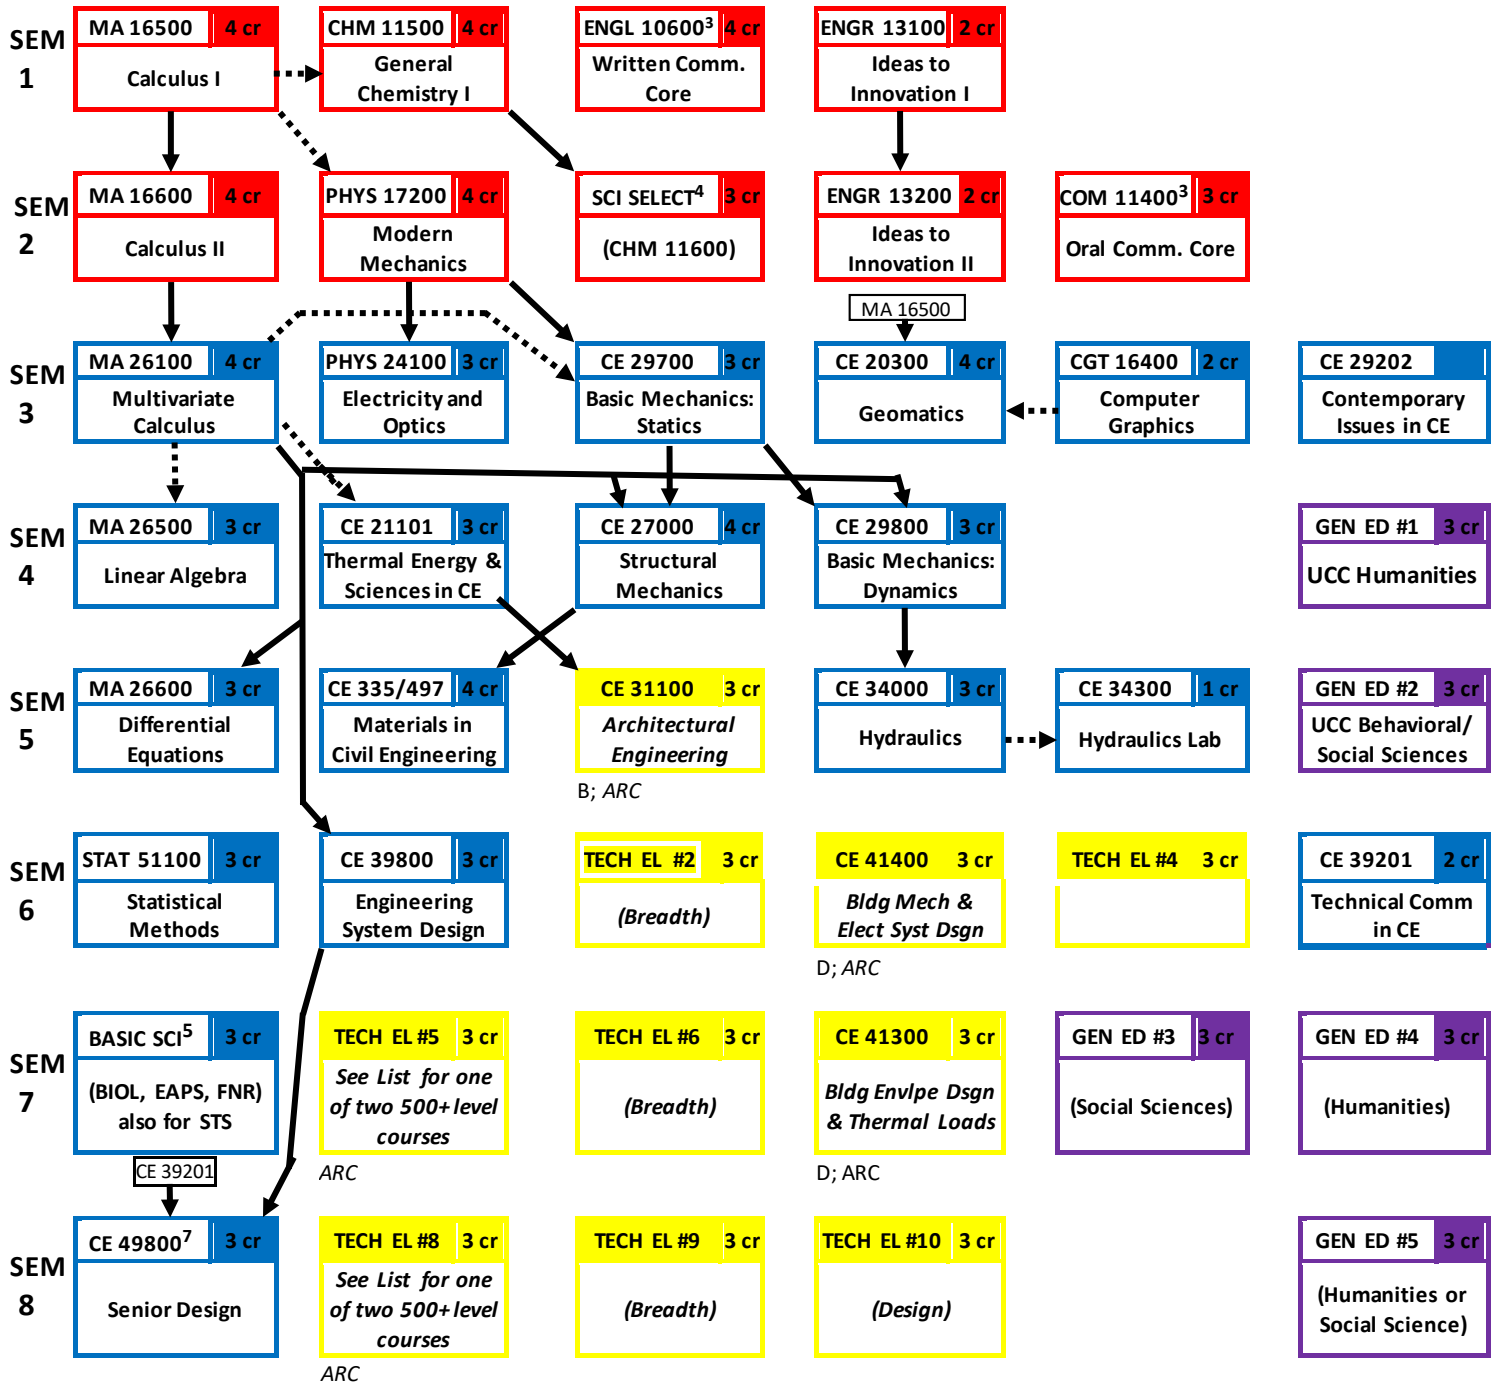 SEM 1
MA 16500 4 cr
Calculus I
CHM 11500 4 cr
General
Chemistry I
ENGL 10600³ 4 cr
Written Comm.
Core
ENGR 13100 2 cr
Ideas to
Innovation I
SEM 2
MA 16600 4 cr
Calculus II
PHYS 17200 4 cr
Modern
Mechanics
SCI SELECT⁴ 3 cr
(CHM 11600)
ENGR 13200 2 cr
Ideas to
Innovation II
COM 11400³ 3 cr
Oral Comm. Core
MA 16500
SEM 3
MA 26100 4 cr
Multivariate
Calculus
PHYS 24100 3 cr
Electricity and
Optics
CE 29700 3 cr
Basic Mechanics:
Statics
CE 20300 4 cr
Geomatics
CGT 16400 2 cr
Computer
Graphics
CE 29202
Contemporary
Issues in CE
SEM 4
MA 26500 3 cr
Linear Algebra
CE 21101 3 cr
Thermal Energy &
Sciences in CE
CE 27000 4 cr
Structural
Mechanics
CE 29800 3 cr
Basic Mechanics:
Dynamics
GEN ED #1 3 cr
UCC Humanities
SEM 5
MA 26600 3 cr
Differential
Equations
CE 335/497 4 cr
Materials in
Civil Engineering
CE 31100 3 cr
Architectural
Engineering
B; ARC
CE 34000 3 cr
Hydraulics
CE 34300 1 cr
Hydraulics Lab
GEN ED #2 3 cr
UCC Behavioral/
Social Sciences
SEM 6
STAT 51100 3 cr
Statistical
Methods
CE 39800 3 cr
Engineering
System Design
TECH EL #2 3 cr
(Breadth)
CE 41400 3 cr
Bldg Mech &
Elect Syst Dsgn
D; ARC
TECH EL #4 3 cr
CE 39201 2 cr
Technical Comm
in CE
SEM 7
BASIC SCI⁵ 3 cr
(BIOL, EAPS, FNR)
also for STS
TECH EL #5 3 cr
See List for one
of two 500+ level
courses
ARC
TECH EL #6 3 cr
(Breadth)
CE 41300 3 cr
Bldg Envlpe Dsgn
& Thermal Loads
D; ARC
GEN ED #3 3 cr
(Social Sciences)
GEN ED #4 3 cr
(Humanities)
CE 39201
SEM 8
CE 49800⁷ 3 cr
Senior Design
TECH EL #8 3 cr
See List for one
of two 500+ level
courses
ARC
TECH EL #9 3 cr
(Breadth)
TECH EL #10 3 cr
(Design)
GEN ED #5 3 cr
(Humanities or
Social Science)